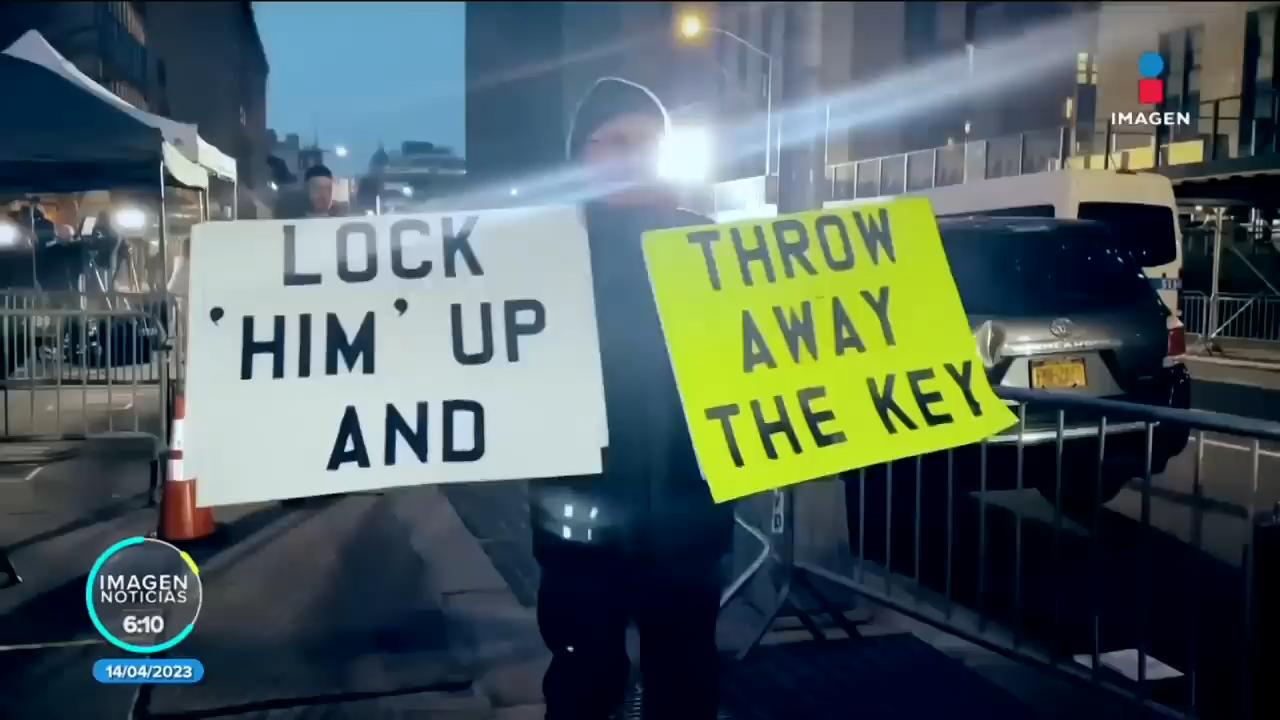 IMAGEN
LOCK
'HIM' UP
AND
THROW
AWAY
THE KEY
IMAGEN
NOTICIAS
6:10
14/04/2023